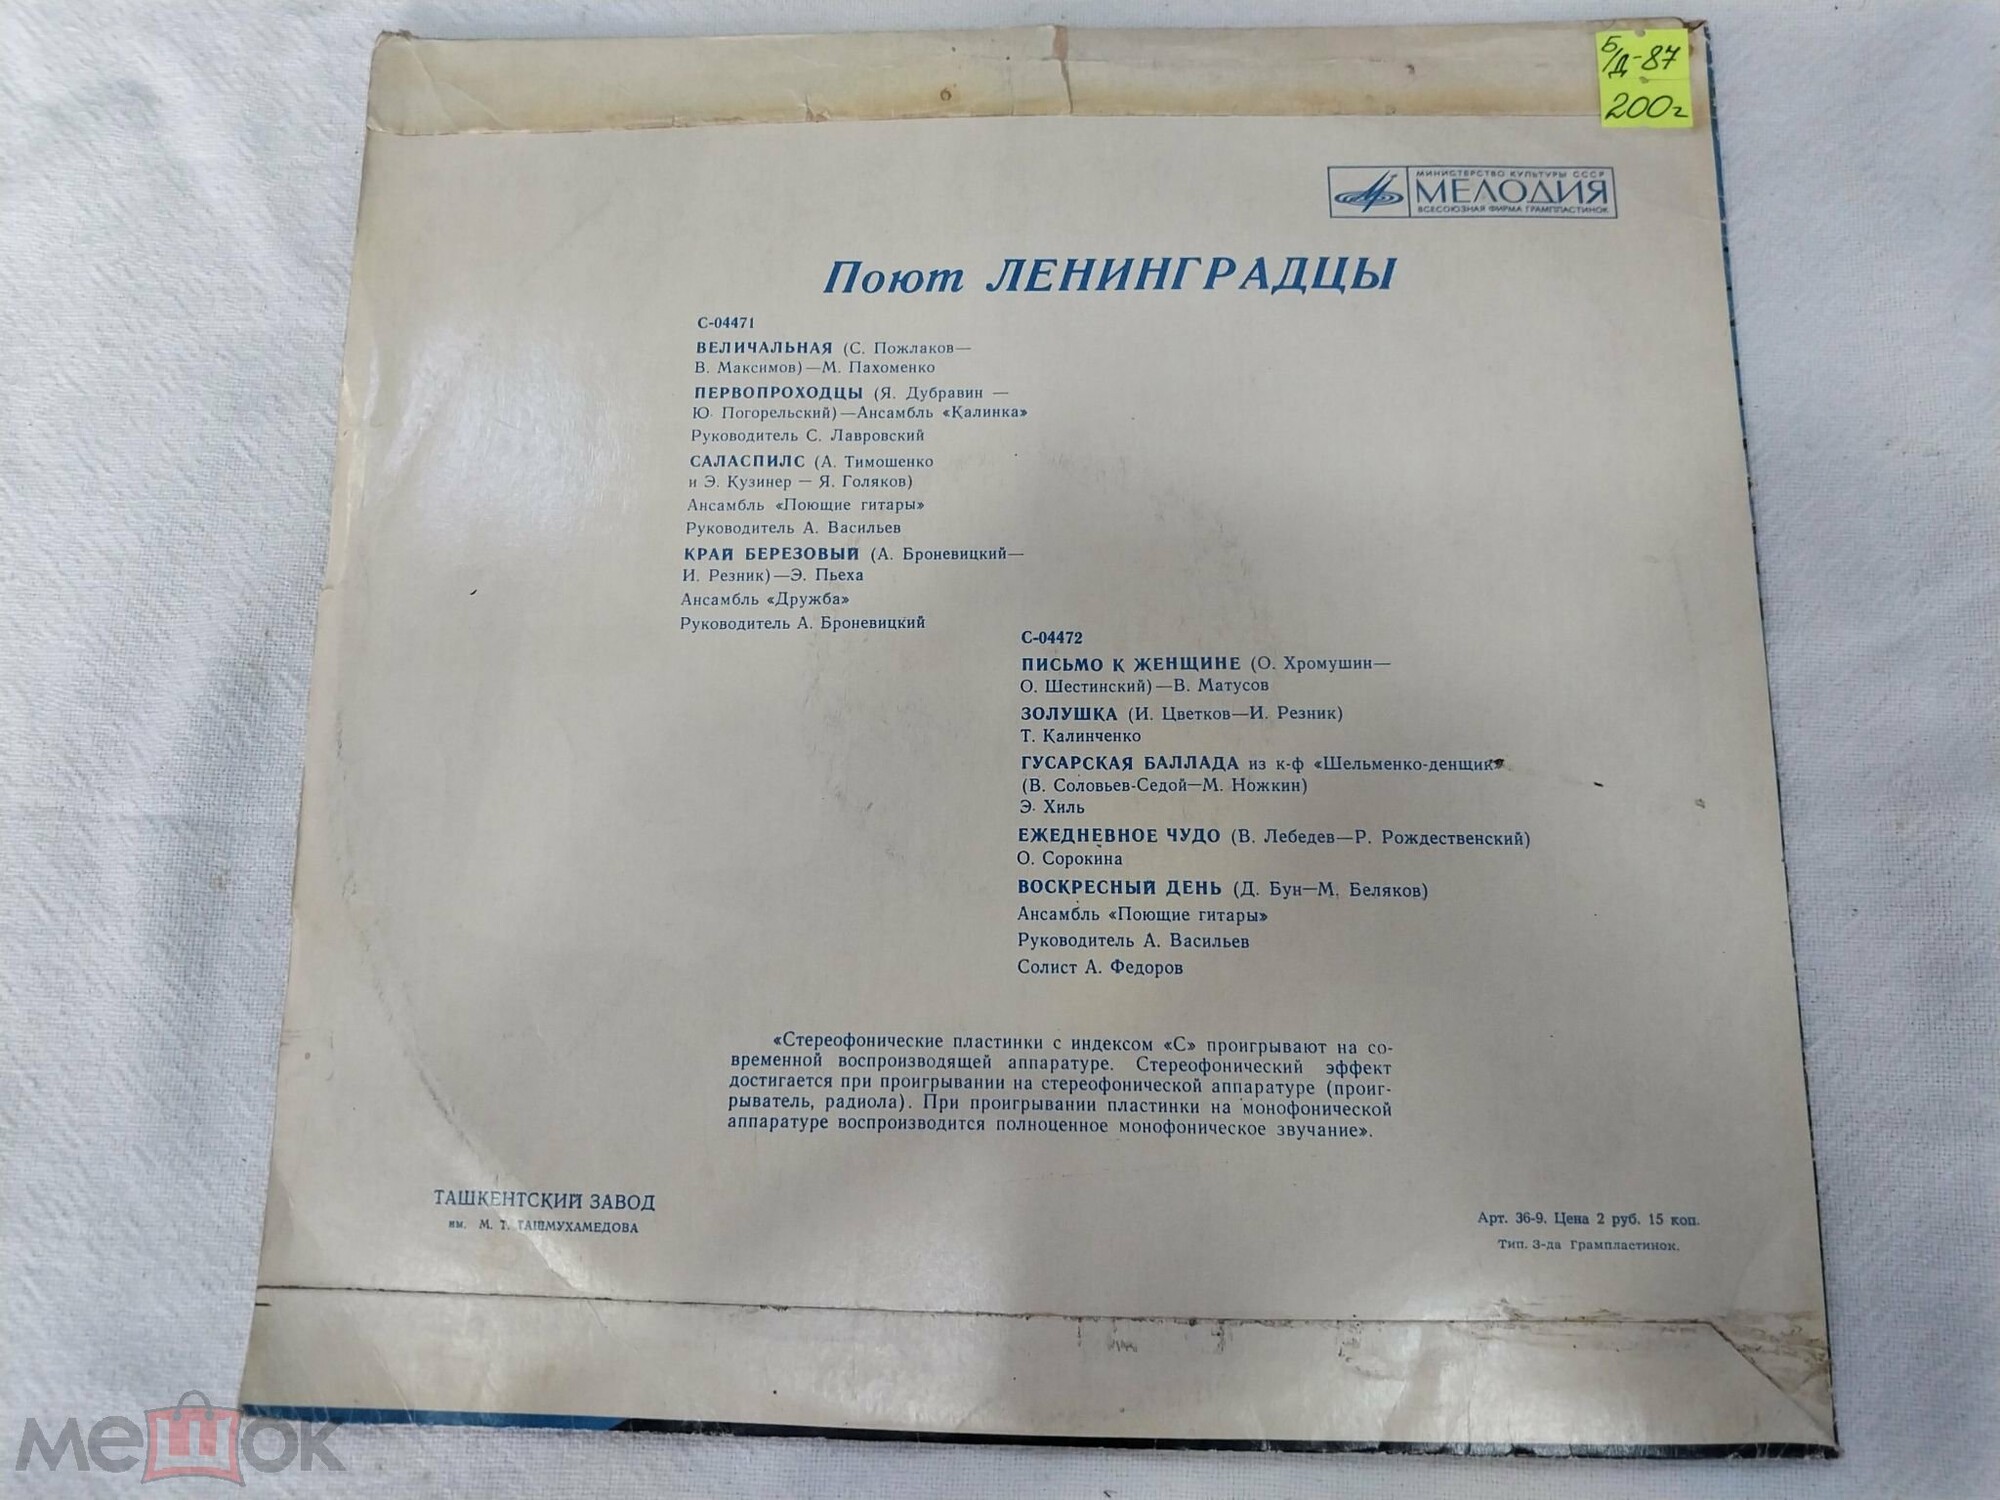 Б/Д-87
200г
МИНИСТЕРСТВО КУЛЬТУРЫ СССР
МЕЛОДИЯ
ВСЕСОЮЗНАЯ ФИРМА ГРАМПЛАСТИНОК
Поют ЛЕНИНГРАДЦЫ
С-04471
ВЕЛИЧАЛЬНАЯ (С. Пожлаков—
В. Максимов)—М. Пахоменко
ПЕРВОПРОХОДЦЫ (Я. Дубравин —
Ю. Погорельский)—Ансамбль «Калинка»
Руководитель С. Лавровский
САЛАСПИЛС (А. Тимошенко
и Э. Кузинер — Я. Голяков)
Ансамбль «Поющие гитары»
Руководитель А. Васильев
КРАЙ БЕРЕЗОВЫЙ (А. Броневицкий—
И. Резник)—Э. Пьеха
Ансамбль «Дружба»
Руководитель А. Броневицкий
С-04472
ПИСЬМО К ЖЕНЩИНЕ (О. Хромушин—
О. Шестинский)—В. Матусов
ЗОЛУШКА (И. Цветков—И. Резник)
Т. Калинченко
ГУСАРСКАЯ БАЛЛАДА из к-ф «Шельменко-денщик»
(В. Соловьев-Седой—М. Ножкин)
Э. Хиль
ЕЖЕДНЕВНОЕ ЧУДО (В. Лебедев—Р. Рождественский)
О. Сорокина
ВОСКРЕСНЫЙ ДЕНЬ (Д. Бун—М. Беляков)
Ансамбль «Поющие гитары»
Руководитель А. Васильев
Солист А. Федоров
«Стереофонические пластинки с индексом «С» проигрывают на со-
временной воспроизводящей аппаратуре. Стереофонический эффект
достигается при проигрывании на стереофонической аппаратуре (проиг-
рыватель, радиола). При проигрывании пластинки на монофонической
аппаратуре воспроизводится полноценное монофоническое звучание».
ТАШКЕНТСКИЙ ЗАВОД
им. М. Т. ТАШМУХАМЕДОВА
Арт. 36-9. Цена 2 руб. 15 коп.
Тип. З-да Грампластинок.
мешок